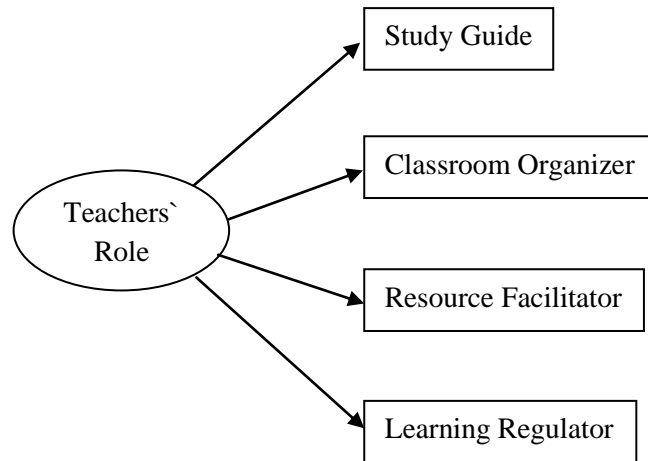 Study Guide
Classroom Organizer
Teachers`
Role
Resource Facilitator
Learning Regulator